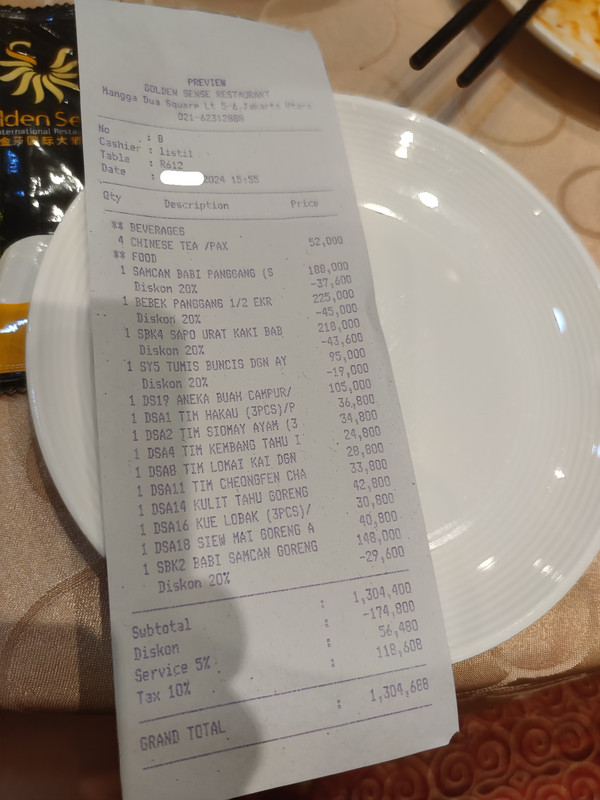 lden Se
International Resta
金莎国际大酒
PREVIEW
GOLDEN SENSE RESTAURANT
Mangga Dua Square Lt 5-6,Jakarta Utara
021-62312888
No : B
Cashier : listil
Table : R612
Date : 2024 15:55
Qty Description Price
** BEVERAGES
4 CHINESE TEA /PAX 52,000
** FOOD
1 SAMCAN BABI PANGGANG (S 188,000
Diskon 20% -37,600
1 BEBEK PANGGANG 1/2 EKR 225,000
Diskon 20% -45,000
1 SBK4 SAPO URAT KAKI BAB 218,000
Diskon 20% -43,600
1 SY5 TUMIS BUNCIS DGN AY 95,000
Diskon 20% -19,000
1 DS19 ANEKA BUAH CAMPUR/ 105,000
1 DSA1 TIM HAKAU (3PCS)/P 36,800
1 DSA2 TIM SIOMAY AYAM (3 34,800
1 DSA4 TIM KEMBANG TAHU I 24,800
1 DSA8 TIM LOMAI KAI DGN 28,800
1 DSA11 TIM CHEONGFEN CHA 33,800
1 DSA14 KULIT TAHU GORENG 42,800
1 DSA16 KUE LOBAK (3PCS)/ 30,800
1 DSA18 SIEW MAI GORENG A 40,800
1 SBK2 BABI SAMCAN GORENG 148,000
Diskon 20% -29,600
Subtotal : 1,304,400
Diskon : -174,800
Service 5% : 56,480
Tax 10% : 118,608
GRAND TOTAL : 1,304,688